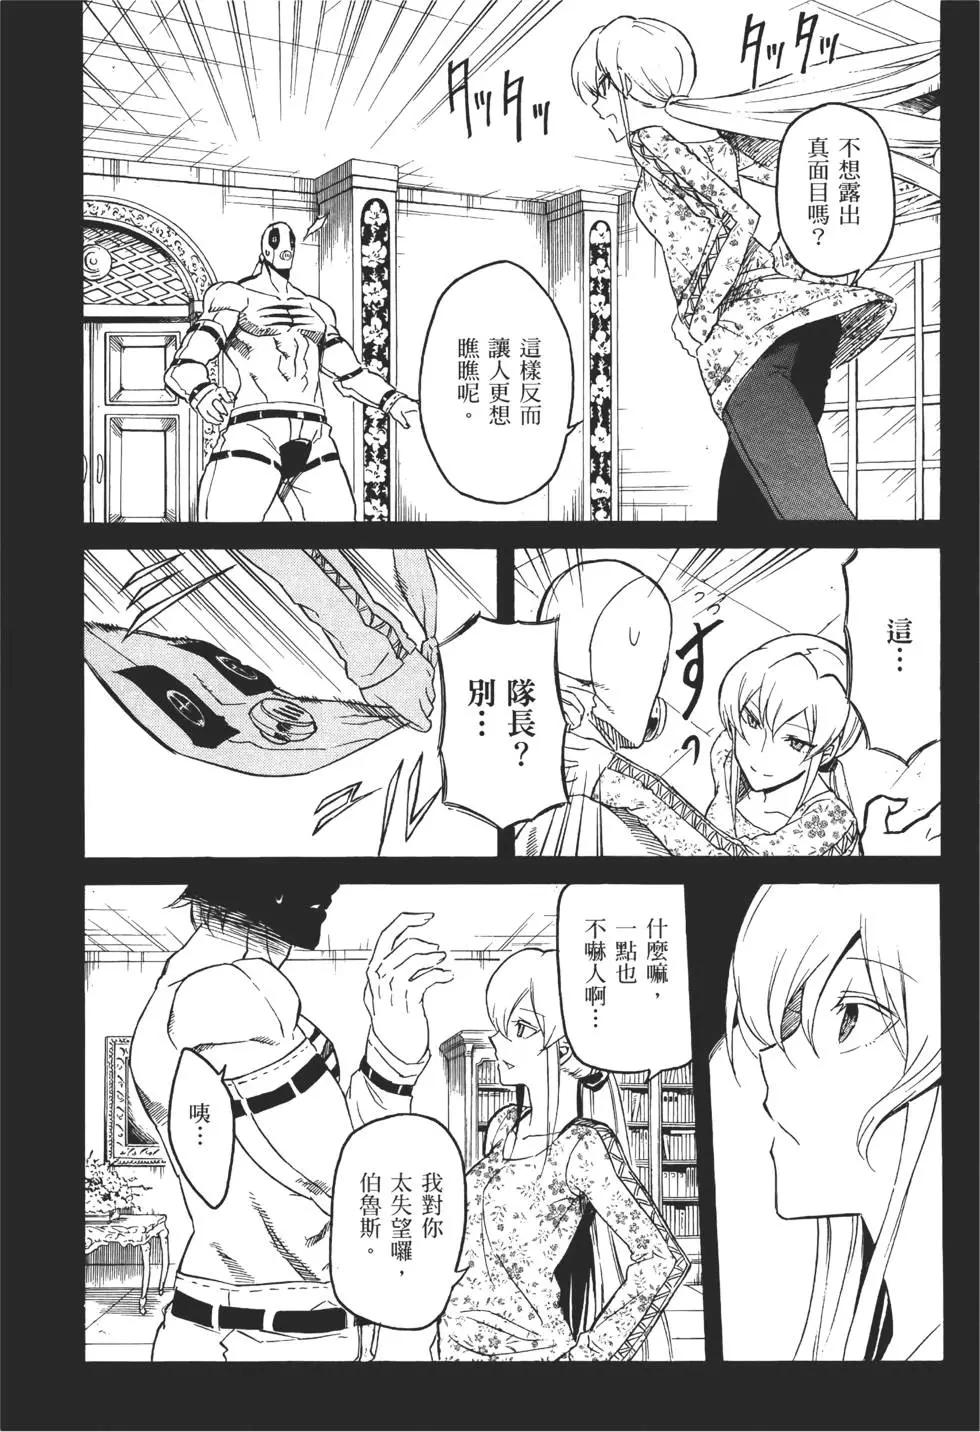 タッタッ
タッタッ
不想露出
真面目嗎？
這樣反而
讓人更想
瞧瞧呢。
這…
す
っ
隊長？
別…
什麼嘛，
一點也
不嚇人啊…
咦…
我對你
太失望囉，
伯魯斯。